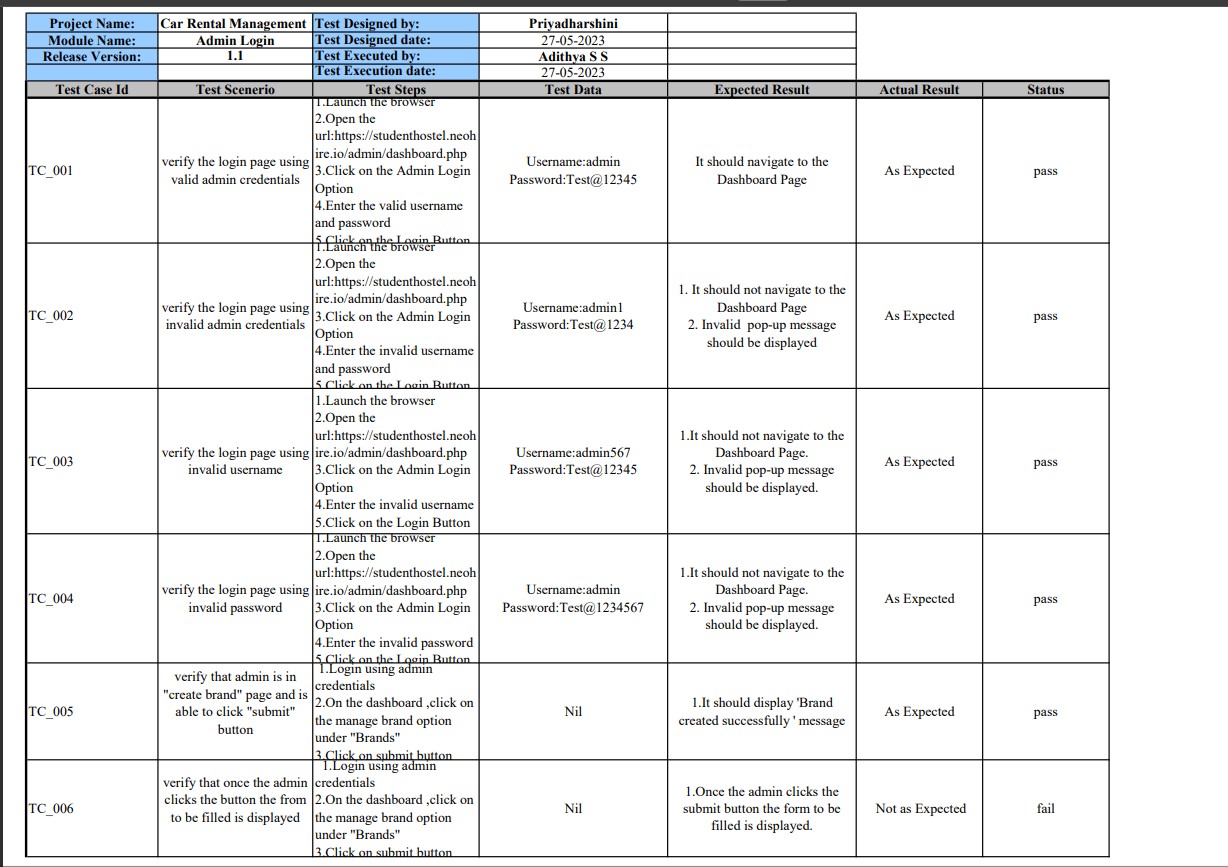 Project Name: Car Rental Management Test Designed by: Priyadharshini
Module Name: Admin Login Test Designed date: 27-05-2023
Release Version: 1.1 Test Executed by: Adithya S S
Test Execution date: 27-05-2023
Test Case Id Test Scenerio Test Steps Test Data Expected Result Actual Result Status
TC_001
verify the login page using
valid admin credentials
1.Launch the browser
2.Open the
url:https://studenthostel.neoh
ire.io/admin/dashboard.php
3.Click on the Admin Login
Option
4.Enter the valid username
and password
5.Click on the Login Button
Username:admin
Password:Test@12345
It should navigate to the
Dashboard Page
As Expected
pass
TC_002
verify the login page using
invalid admin credentials
1.Launch the browser
2.Open the
url:https://studenthostel.neoh
ire.io/admin/dashboard.php
3.Click on the Admin Login
Option
4.Enter the invalid username
and password
5.Click on the Login Button
Username:admin1
Password:Test@1234
1. It should not navigate to the
Dashboard Page
2. Invalid pop-up message
should be displayed
As Expected
pass
TC_003
verify the login page using
invalid username
1.Launch the browser
2.Open the
url:https://studenthostel.neoh
ire.io/admin/dashboard.php
3.Click on the Admin Login
Option
4.Enter the invalid username
5.Click on the Login Button
Username:admin567
Password:Test@12345
1.It should not navigate to the
Dashboard Page.
2. Invalid pop-up message
should be displayed.
As Expected
pass
TC_004
verify the login page using
invalid password
1.Launch the browser
2.Open the
url:https://studenthostel.neoh
ire.io/admin/dashboard.php
3.Click on the Admin Login
Option
4.Enter the invalid password
5.Click on the Login Button
Username:admin
Password:Test@1234567
1.It should not navigate to the
Dashboard Page.
2. Invalid pop-up message
should be displayed.
As Expected
pass
TC_005
verify that admin is in
"create brand" page and is
able to click "submit"
button
1.Login using admin
credentials
2.On the dashboard ,click on
the manage brand option
under "Brands"
3.Click on submit button
Nil
1.It should display 'Brand
created successfully ' message
As Expected
pass
TC_006
verify that once the admin
clicks the button the from
to be filled is displayed
1.Login using admin
credentials
2.On the dashboard ,click on
the manage brand option
under "Brands"
3.Click on submit button
Nil
1.Once the admin clicks the
submit button the form to be
filled is displayed.
Not as Expected
fail